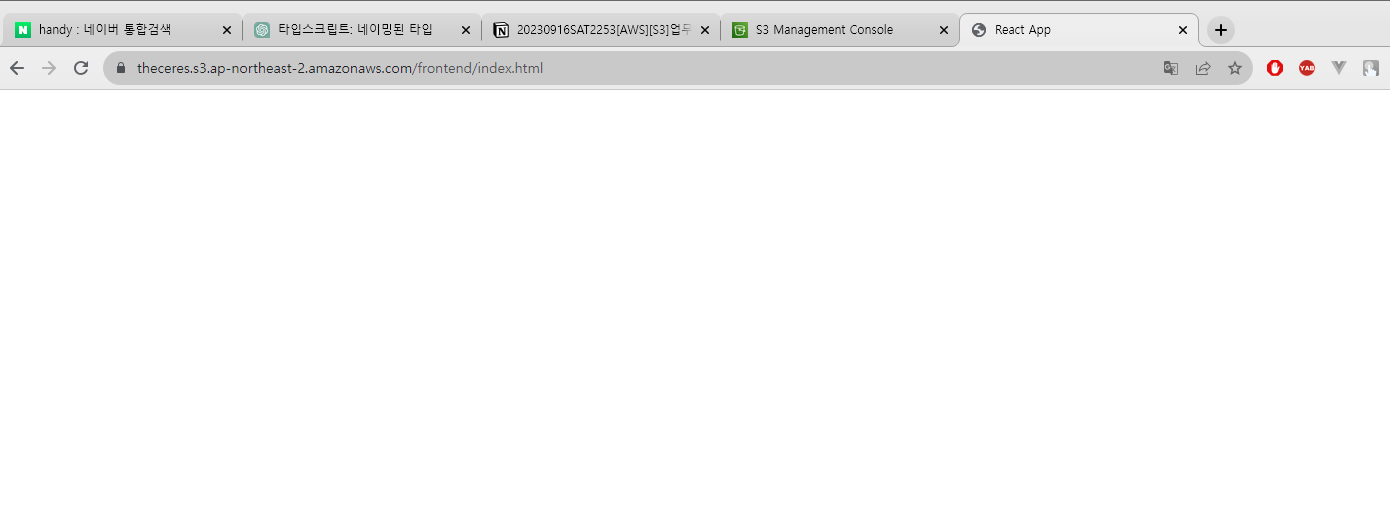 handy : 네이버 통합검색
타입스크립트: 네이밍된 타입
20230916SAT2253[AWS][S3]업무
S3 Management Console
React App
theceres.s3.ap-northeast-2.amazonaws.com/frontend/index.html
YAB